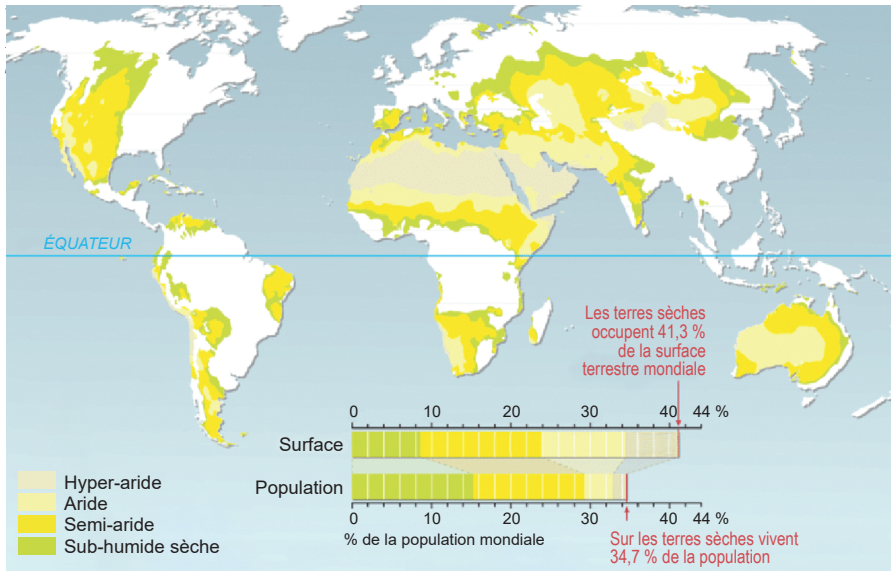 ÉQUATEUR
Les terres sèches
occupent 41,3 %
de la surface
terrestre mondiale
0 10 20 30 40 44 %
Surface
Population
0 10 20 30 40 44 %
% de la population mondiale
Sur les terres sèches vivent
34,7 % de la population
Hyper-aride
Aride
Semi-aride
Sub-humide sèche